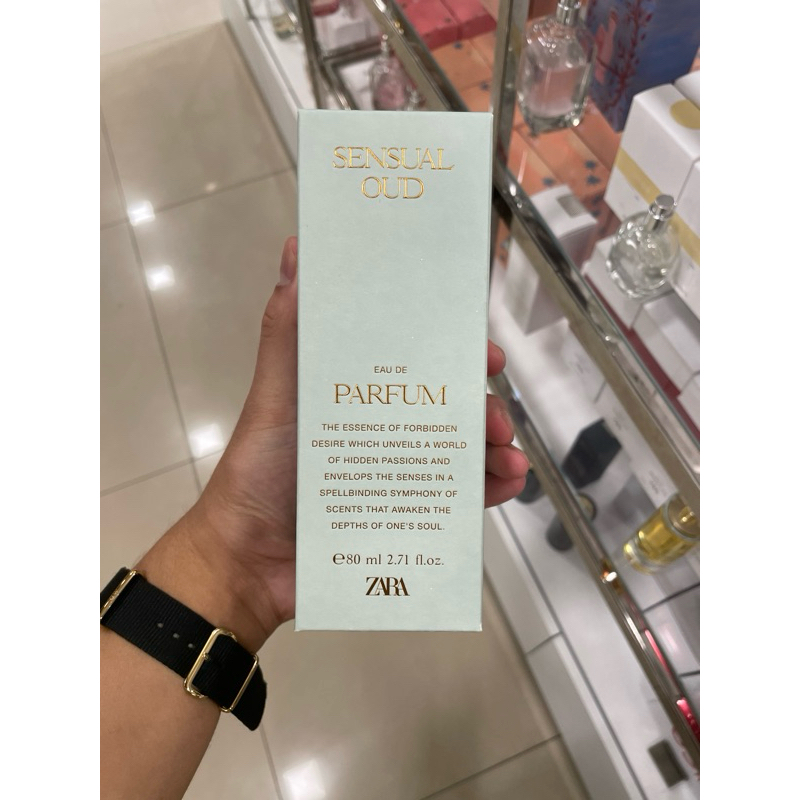 SENSUAL
OUD
EAU DE
PARFUM
THE ESSENCE OF FORBIDDEN
DESIRE WHICH UNVEILS A WORLD
OF HIDDEN PASSIONS AND
ENVELOPS THE SENSES IN A
SPELLBINDING SYMPHONY OF
SCENTS THAT AWAKEN THE
DEPTHS OF ONE'S SOUL.
℮80 ml 2.71 fl.oz.
ZARA